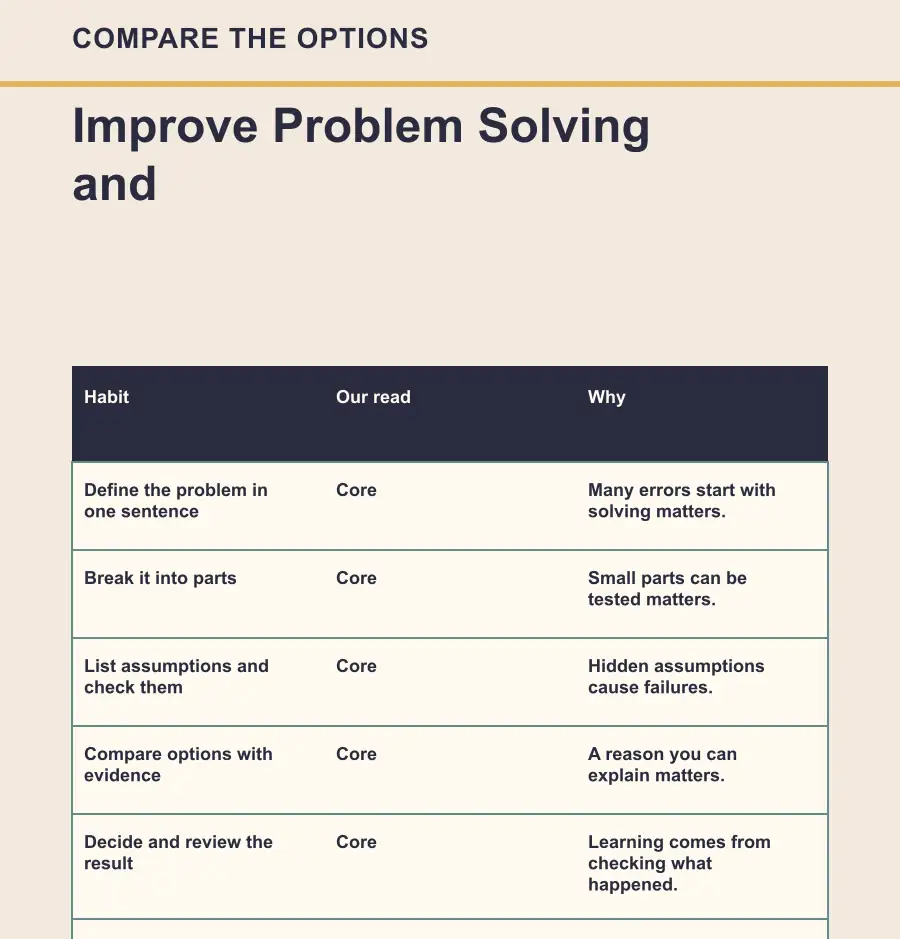 COMPARE THE OPTIONS
Improve Problem Solving
and
Habit
Our read
Why
Define the problem in
one sentence
Core
Many errors start with
solving matters.
Break it into parts
Core
Small parts can be
tested matters.
List assumptions and
check them
Core
Hidden assumptions
cause failures.
Compare options with
evidence
Core
A reason you can
explain matters.
Decide and review the
result
Core
Learning comes from
checking what
happened.